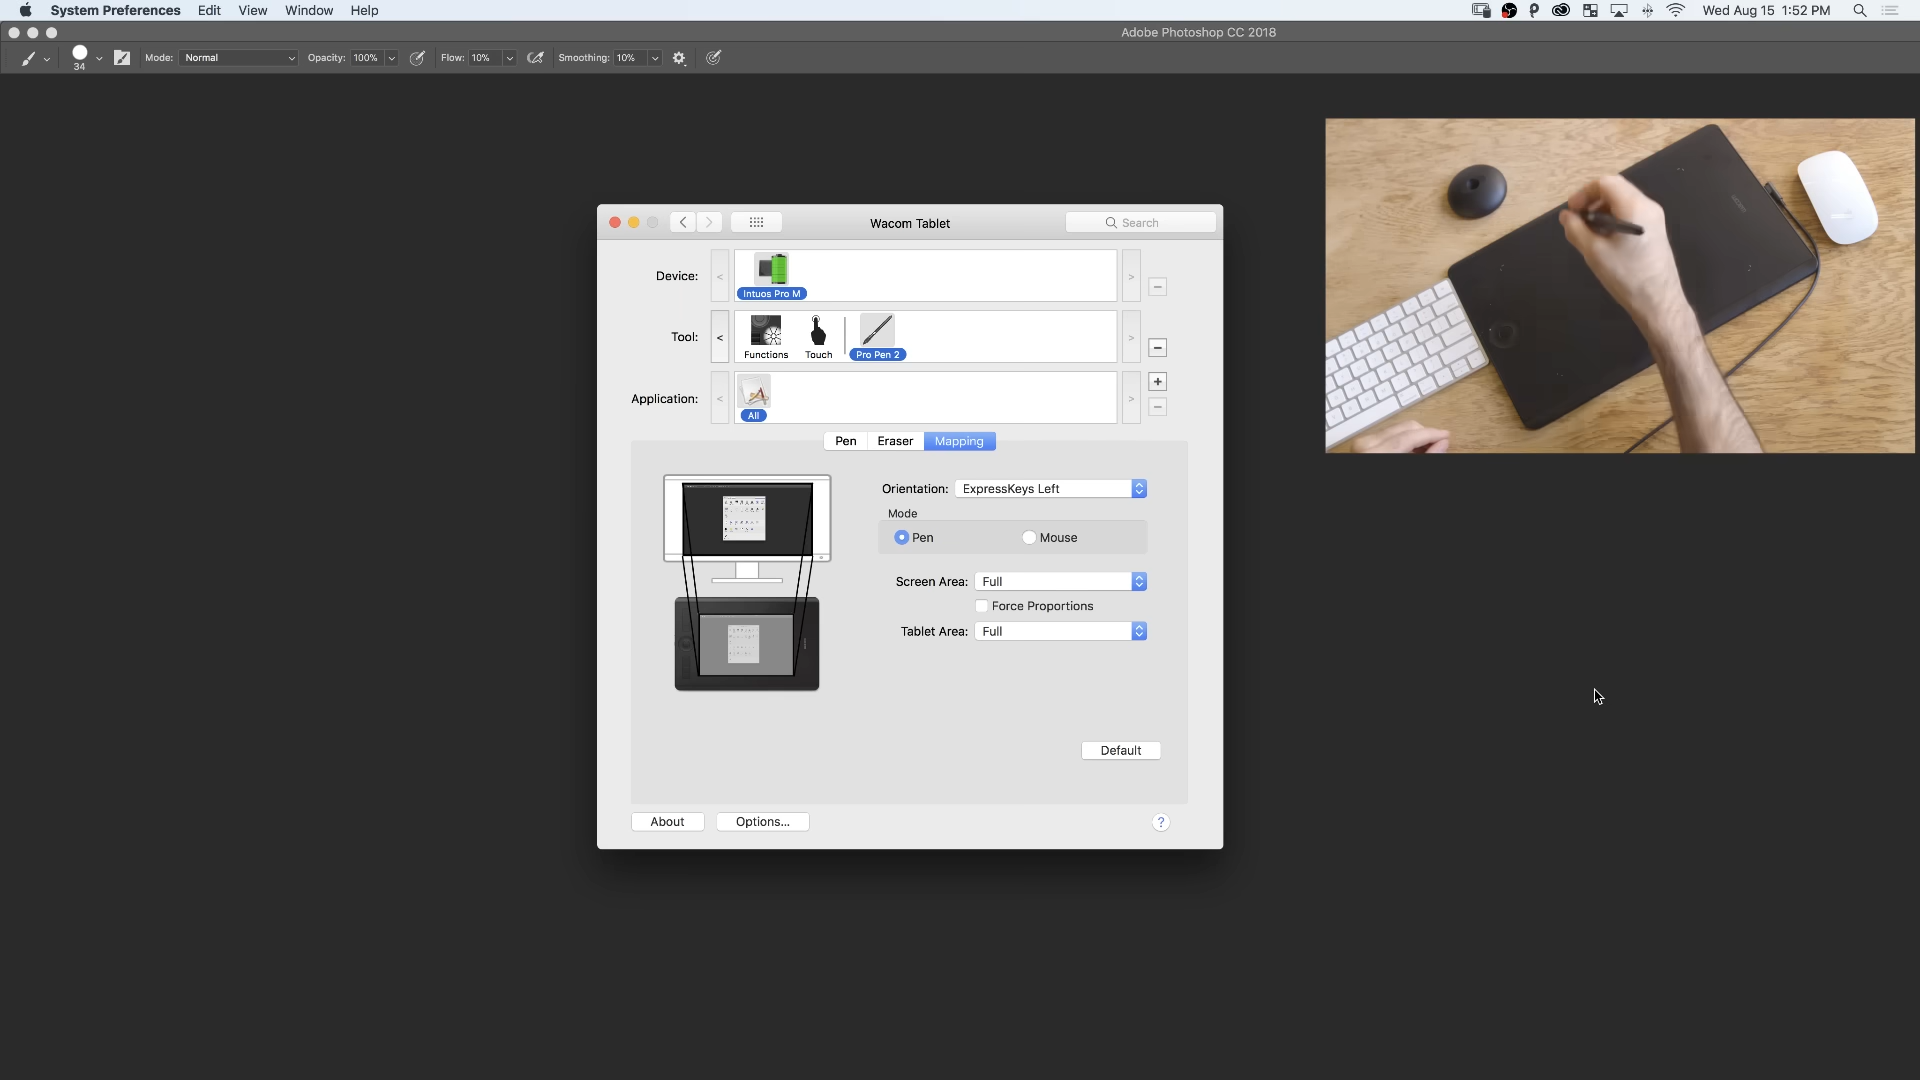 System Preferences Edit View Window Help Wed Aug 15 1:52 PM
Adobe Photoshop CC 2018
34 Mode: Normal Opacity: 100% Flow: 10% Smoothing: 10%
Wacom Tablet Search
Device: < >
Intuos Pro M
Tool: < >
Functions Touch Pro Pen 2
Application: < >
All
Pen Eraser Mapping
Orientation: ExpressKeys Left
Mode
Pen Mouse
Screen Area: Full
Force Proportions
Tablet Area: Full
Default
About Options... ?